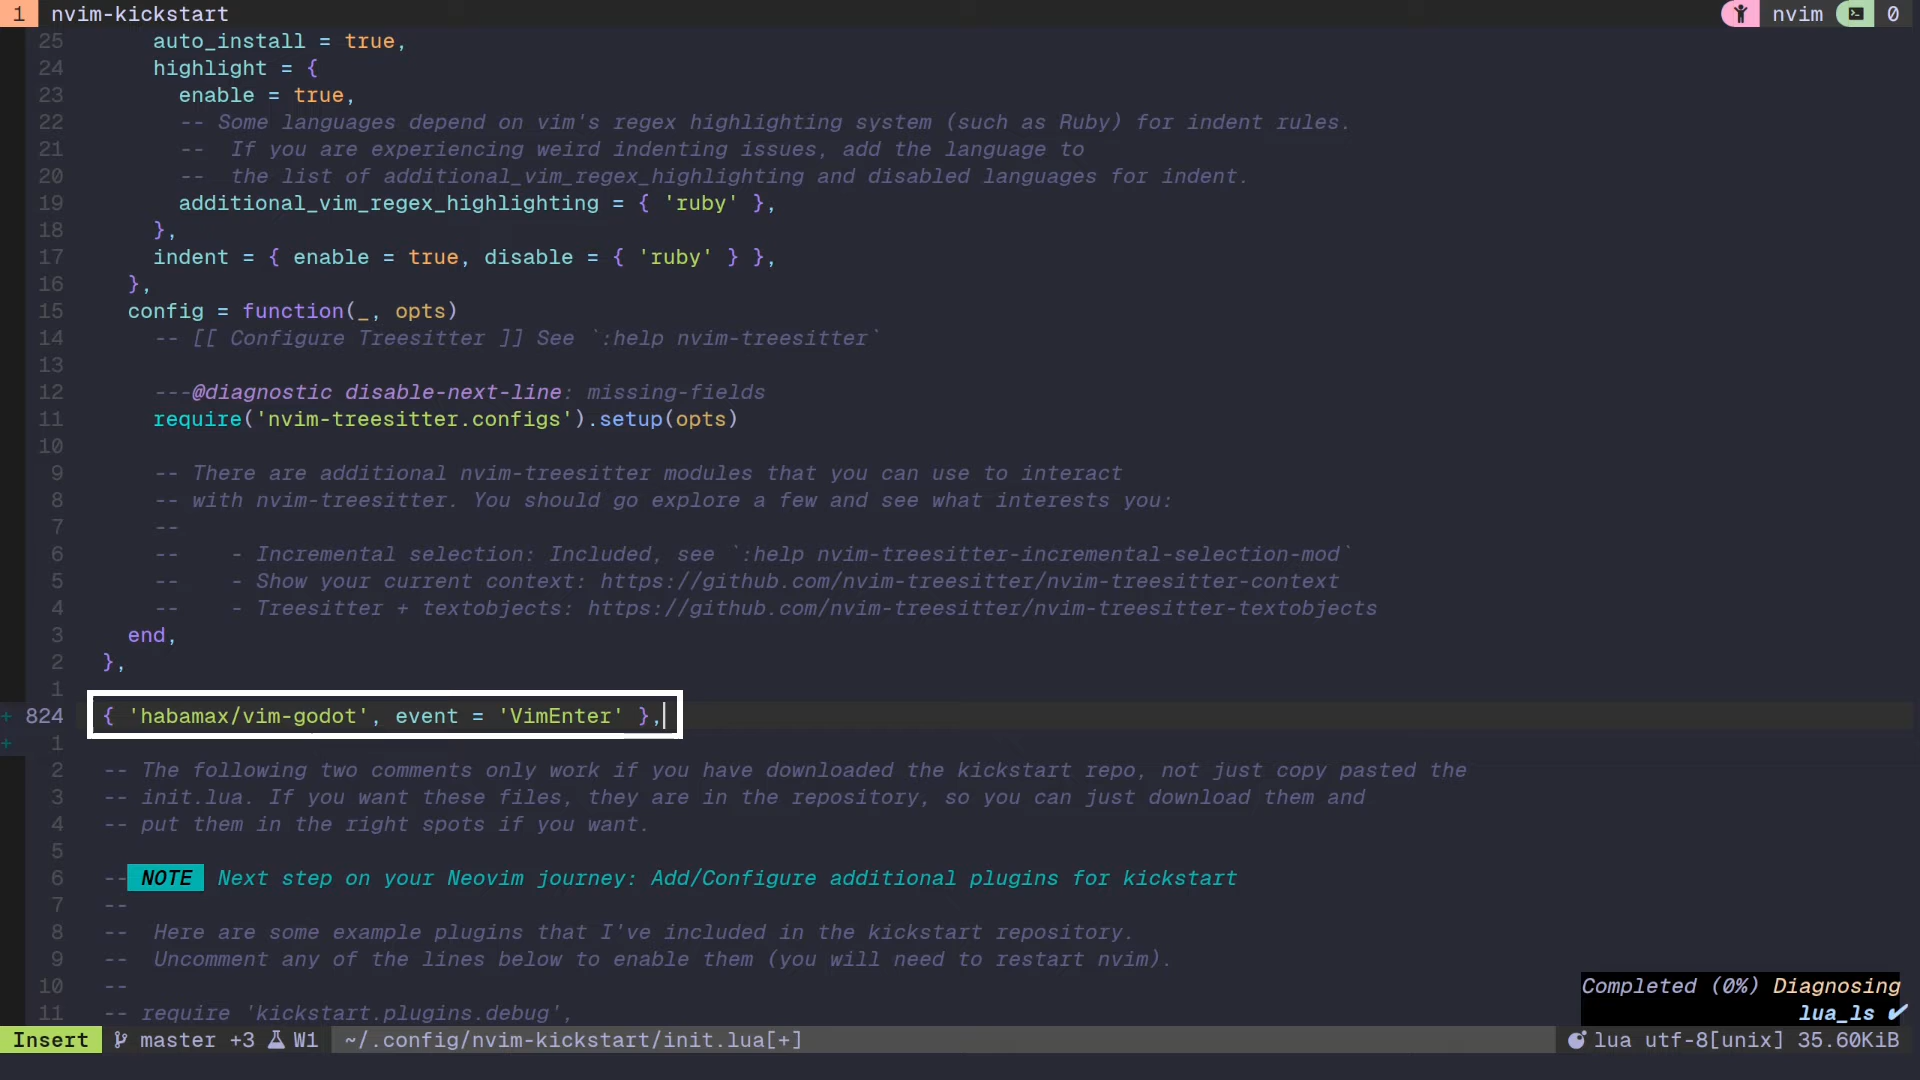 1 nvim-kickstart nvim 0
25 auto_install = true,
24 highlight = {
23 enable = true,
22 -- Some languages depend on vim's regex highlighting system (such as Ruby) for indent rules.
21 --  If you are experiencing weird indenting issues, add the language to
20 --  the list of additional_vim_regex_highlighting and disabled languages for indent.
19 additional_vim_regex_highlighting = { 'ruby' },
18 },
17 indent = { enable = true, disable = { 'ruby' } },
16 },
15 config = function(_, opts)
14 -- [[ Configure Treesitter ]] See `:help nvim-treesitter`
13
12 ---@diagnostic disable-next-line: missing-fields
11 require('nvim-treesitter.configs').setup(opts)
10
9 -- There are additional nvim-treesitter modules that you can use to interact
8 -- with nvim-treesitter. You should go explore a few and see what interests you:
7 --
6 --    - Incremental selection: Included, see `:help nvim-treesitter-incremental-selection-mod`
5 --    - Show your current context: https://github.com/nvim-treesitter/nvim-treesitter-context
4 --    - Treesitter + textobjects: https://github.com/nvim-treesitter/nvim-treesitter-textobjects
3 end,
2 },
1
+ 824 { 'habamax/vim-godot', event = 'VimEnter' },
+ 1
2 -- The following two comments only work if you have downloaded the kickstart repo, not just copy pasted the
3 -- init.lua. If you want these files, they are in the repository, so you can just download them and
4 -- put them in the right spots if you want.
5
6 -- NOTE Next step on your Neovim journey: Add/Configure additional plugins for kickstart
7 --
8 --  Here are some example plugins that I've included in the kickstart repository.
9 --  Uncomment any of the lines below to enable them (you will need to restart nvim).
10 --
Completed (0%) Diagnosing
11 -- require 'kickstart.plugins.debug',
lua_ls ✔
Insert master +3 W1 ~/.config/nvim-kickstart/init.lua[+] lua utf-8[unix] 35.60KiB